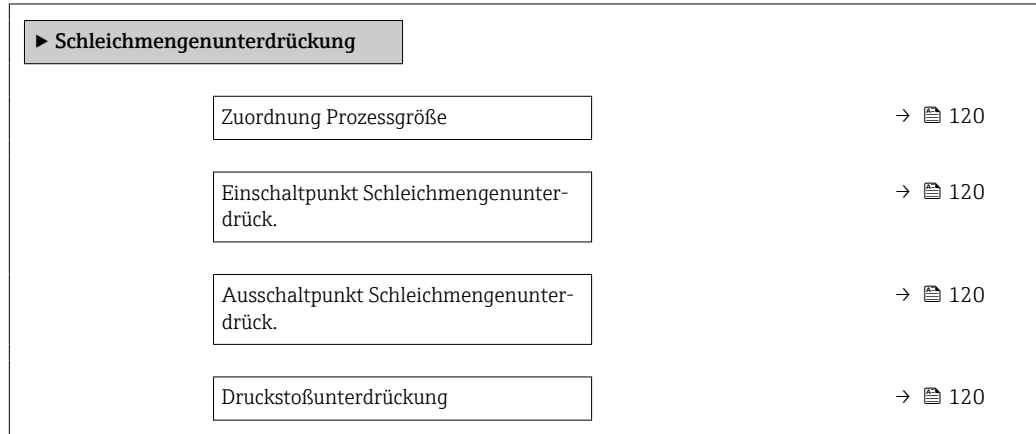 ▶ Schleichmengenunterdrückung
Zuordnung Prozessgröße → 120
Einschaltpunkt Schleichmengenunter-
drück. → 120
Ausschaltpunkt Schleichmengenunter-
drück. → 120
Druckstoßunterdrückung → 120